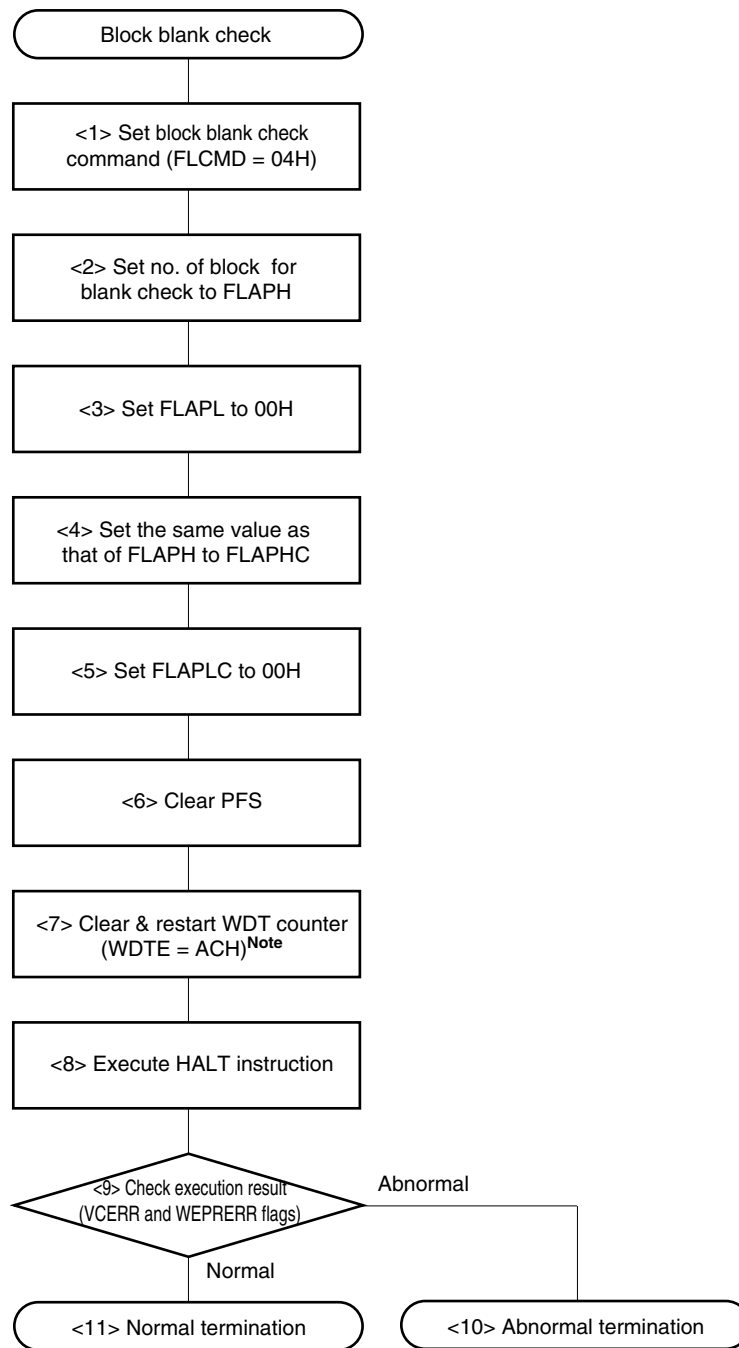 Block blank check
<1> Set block blank check
command (FLCMD = 04H)
<2> Set no. of block for
blank check to FLAPH
<3> Set FLAPL to 00H
<4> Set the same value as
that of FLAPH to FLAPHC
<5> Set FLAPLC to 00H
<6> Clear PFS
<7> Clear & restart WDT counter
(WDTE = ACH)Note
<8> Execute HALT instruction
<9> Check execution result
(VCERR and WEPRERR flags)
Abnormal
Normal
<11> Normal termination
<10> Abnormal termination